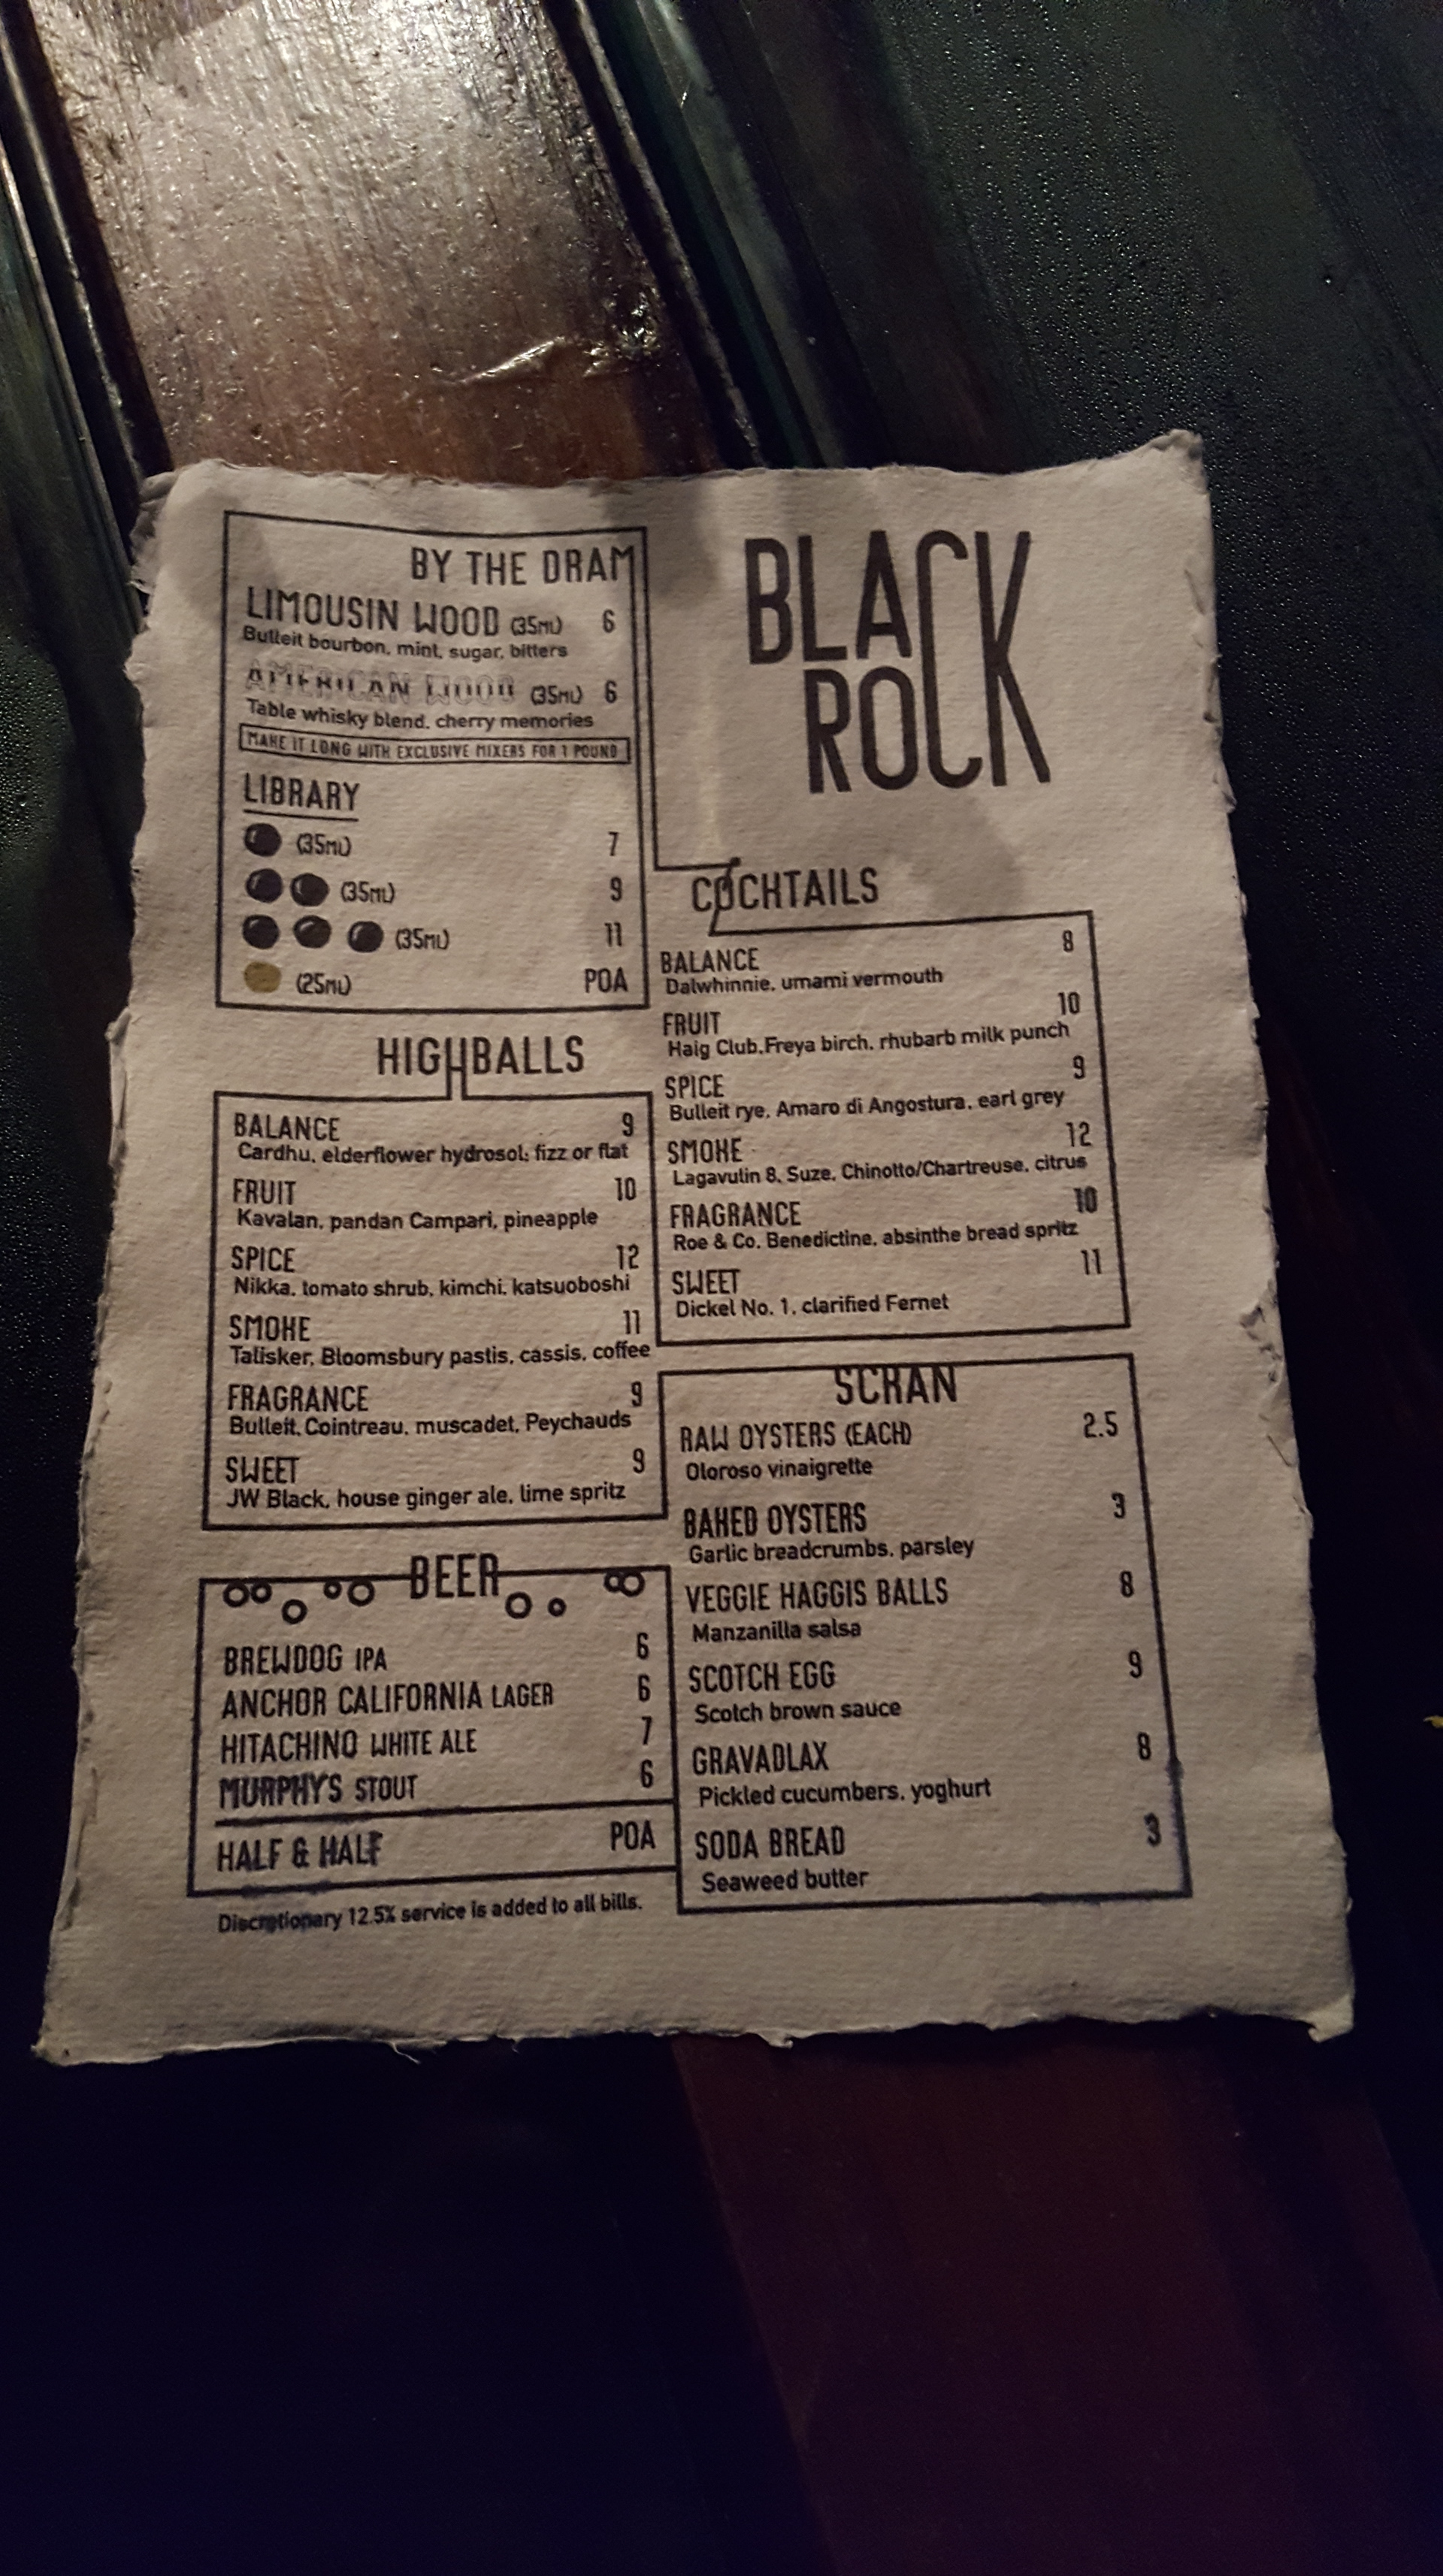 BY THE DRAM
LIMOUSIN WOOD (35ML) 6
Bulleit bourbon, mint, sugar, bitters
AMERICAN WOOD (35ML) 6
Table whisky blend, cherry memories
MAKE IT LONG WITH EXCLUSIVE MIXERS FOR 1 POUND
LIBRARY
(35ML) 7
(35ML) 9
(35ML) 11
(25ML) POA
HIGHBALLS
BALANCE 9
Cardhu, elderflower hydrosol; fizz or flat
FRUIT 10
Kavalan, pandan Campari, pineapple
SPICE 12
Nikka, tomato shrub, kimchi, katsuoboshi
SMOKE 11
Talisker, Bloomsbury pastis, cassis, coffee
FRAGRANCE 9
Bulleit, Cointreau, muscadet, Peychauds
SWEET 9
JW Black, house ginger ale, lime spritz
BEER
BREWDOG IPA 6
ANCHOR CALIFORNIA LAGER 6
HITACHINO WHITE ALE 7
MURPHYS STOUT 6
HALF & HALF POA
Discretionary 12.5% service is added to all bills.
BLACK
ROCK
COCKTAILS
BALANCE 8
Dalwhinnie, umami vermouth
FRUIT 10
Haig Club,Freya birch, rhubarb milk punch
SPICE 9
Bulleit rye, Amaro di Angostura, earl grey
SMOKE 12
Lagavulin 8, Suze, Chinotto/Chartreuse, citrus
FRAGRANCE 10
Roe & Co, Benedictine, absinthe bread spritz
SWEET 11
Dickel No. 1, clarified Fernet
SCRAN
RAW OYSTERS (EACH) 2.5
Oloroso vinaigrette
BAKED OYSTERS 3
Garlic breadcrumbs, parsley
VEGGIE HAGGIS BALLS 8
Manzanilla salsa
SCOTCH EGG 9
Scotch brown sauce
GRAVADLAX 8
Pickled cucumbers, yoghurt
SODA BREAD 3
Seaweed butter